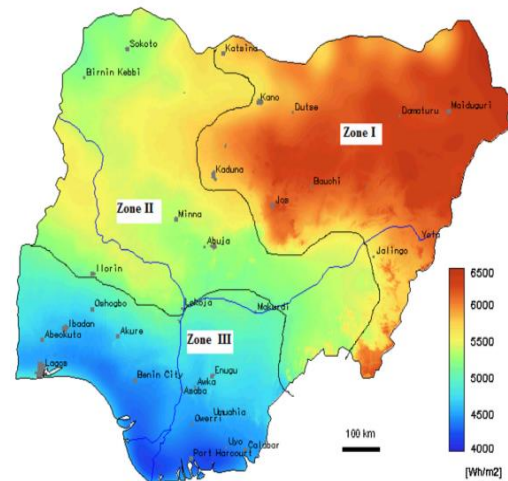 Sokoto
Katsina
Birnin Kebbi
Kano
Dutse
Damaturu
Maiduguri
Zone I
Kaduna
Bauchi
Jos
Zone II
Minna
Yola
Abuja
Jalingo
Ilorin
Lokoja
Makurdi
Oshogbo
Ibadan
Abeokuta
Akure
Zone III
Lagos
Benin City
Enugu
Awka
Asaba
Umuahia
Owerri
Uyo
Calabar
Port Harcourt
100 km
6500
6000
5500
5000
4500
4000
[Wh/m2]